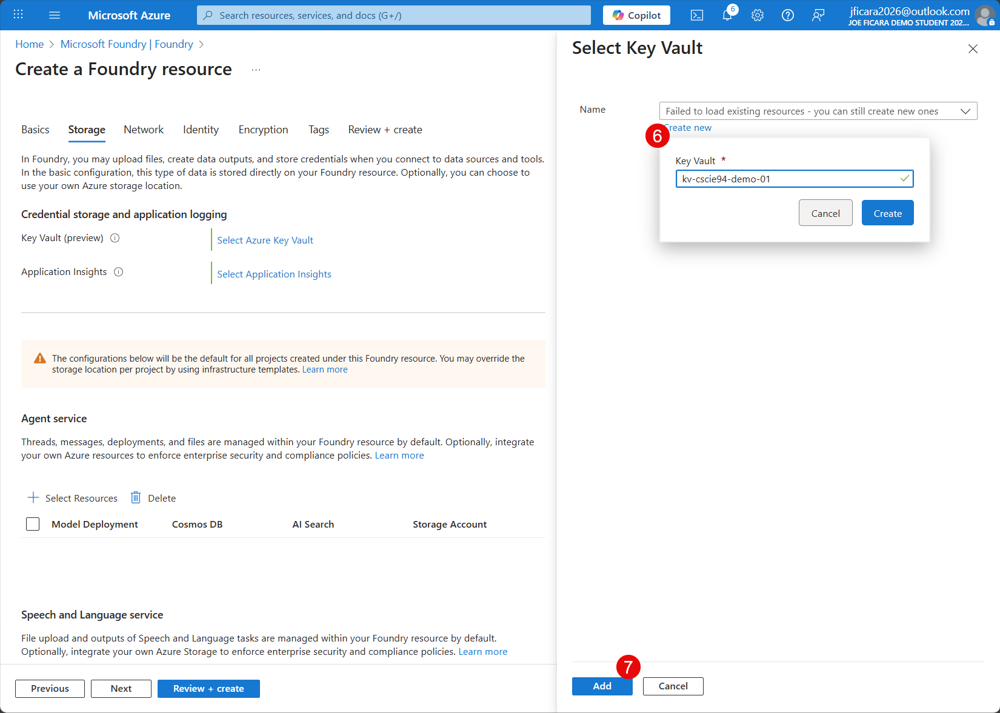 Microsoft Azure
Search resources, services, and docs (G+/)
Copilot
6
jficara2026@outlook.com
JOE FICARA DEMO STUDENT 202...
Home > Microsoft Foundry | Foundry >
Create a Foundry resource ...
Basics Storage Network Identity Encryption Tags Review + create
In Foundry, you may upload files, create data outputs, and store credentials when you connect to data sources and tools.
In the basic configuration, this type of data is stored directly on your Foundry resource. Optionally, you can choose to
use your own Azure storage location.
Credential storage and application logging
Key Vault (preview)
Select Azure Key Vault
Application Insights
Select Application Insights
The configurations below will be the default for all projects created under this Foundry resource. You may override the
storage location per project by using infrastructure templates. Learn more
Agent service
Threads, messages, deployments, and files are managed within your Foundry resource by default. Optionally, integrate
your own Azure resources to enforce enterprise security and compliance policies. Learn more
Select Resources Delete
Model Deployment Cosmos DB AI Search Storage Account
Speech and Language service
File upload and outputs of Speech and Language tasks are managed within your Foundry resource by default.
Optionally, integrate your own Azure Storage to enforce enterprise security and compliance policies. Learn more
Previous Next Review + create
Select Key Vault
Name
Failed to load existing resources - you can still create new ones
Create new
6
Key Vault *
kv-cscie94-demo-01
Cancel Create
7
Add Cancel